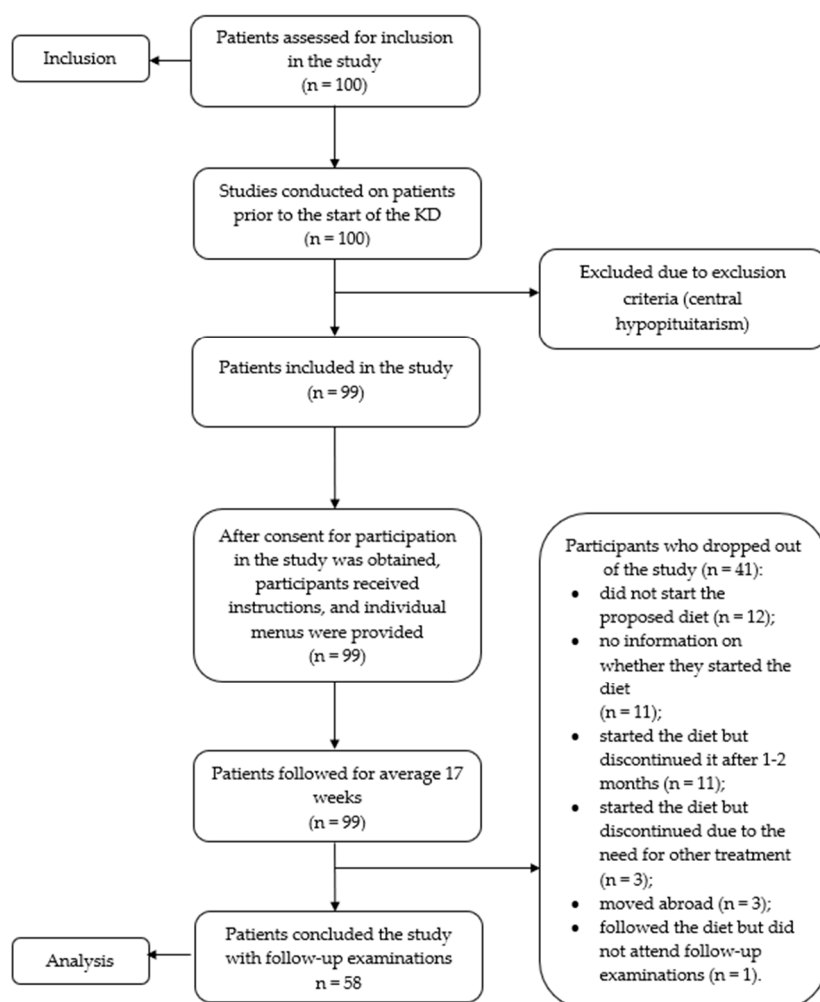 Patients assessed for inclusion
in the study
(n = 100)
Inclusion
Studies conducted on patients
prior to the start of the KD
(n = 100)
Excluded due to exclusion
criteria (central
hypopituitarism)
Patients included in the study
(n = 99)
After consent for participation
in the study was obtained,
participants received
instructions, and individual
menus were provided
(n = 99)
Participants who dropped out
of the study (n = 41):
• did not start the
proposed diet (n = 12);
• no information on
whether they started the
diet
(n = 11);
• started the diet but
discontinued it after 1-2
months (n = 11);
• started the diet but
discontinued due to the
need for other treatment
(n = 3);
• moved abroad (n = 3);
• followed the diet but did
not attend follow-up
examinations (n = 1).
Patients followed for average 17
weeks
(n = 99)
Patients concluded the study
with follow-up examinations
n = 58
Analysis